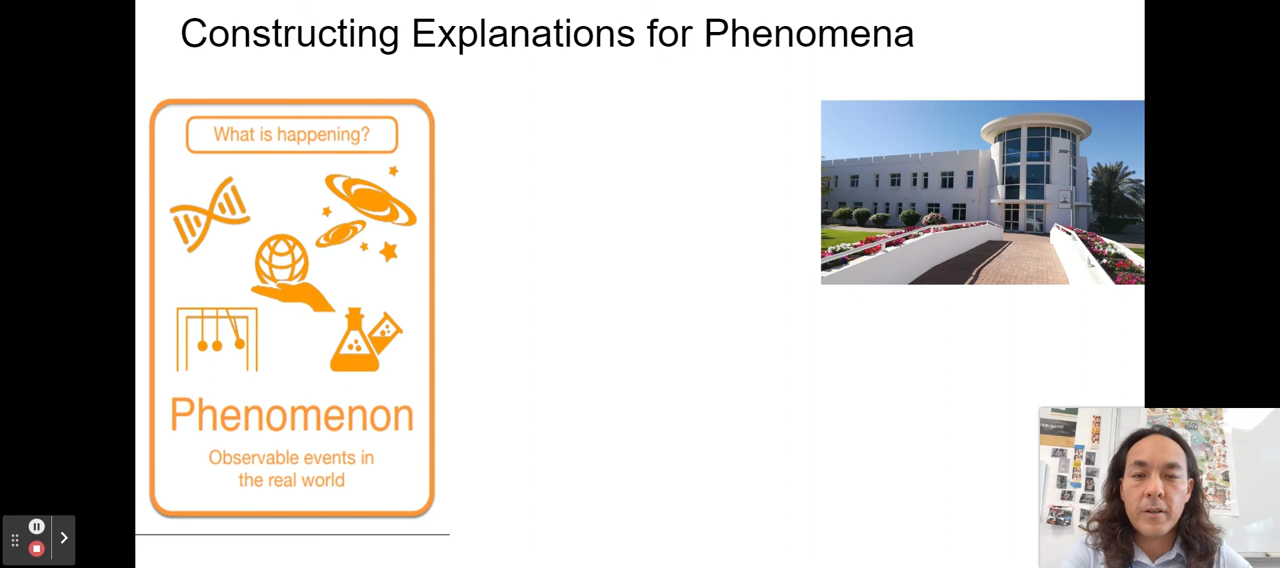 Constructing Explanations for Phenomena
What is happening?
Phenomenon
Observable events in
the real world